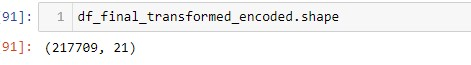 91]: 1 df_final_transformed_encoded.shape
91]: (217709, 21)